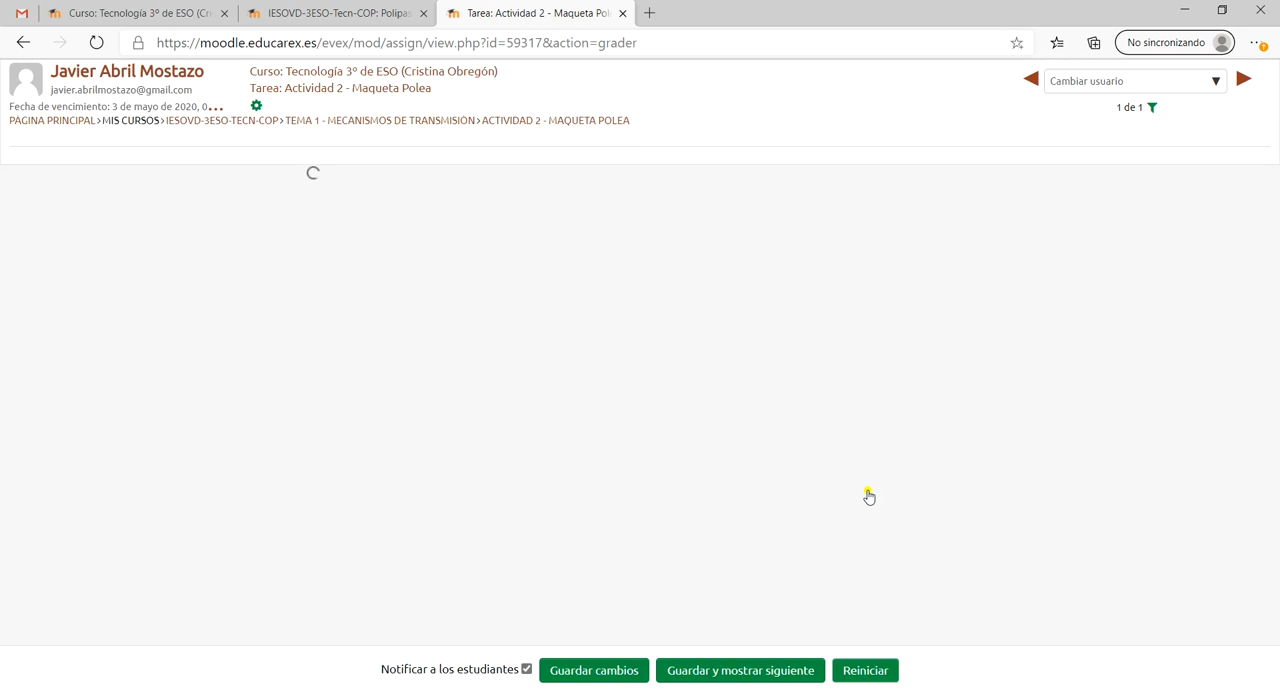 Curso: Tecnología 3º de ESO (Cri
IESOVD-3ESO-Tecn-COP: Polipas
Tarea: Actividad 2 - Maqueta Pol
https://moodle.educarex.es/evex/mod/assign/view.php?id=59317&action=grader
No sincronizando
Javier Abril Mostazo
javier.abrilmostazo@gmail.com
Fecha de vencimiento: 3 de mayo de 2020, 0...
Curso: Tecnología 3º de ESO (Cristina Obregón)
Tarea: Actividad 2 - Maqueta Polea
Cambiar usuario
1 de 1
PÁGINA PRINCIPAL › MIS CURSOS › IESOVD-3ESO-TECN-COP › TEMA 1 - MECANISMOS DE TRANSMISIÓN › ACTIVIDAD 2 - MAQUETA POLEA
Notificar a los estudiantes
Guardar cambios
Guardar y mostrar siguiente
Reiniciar